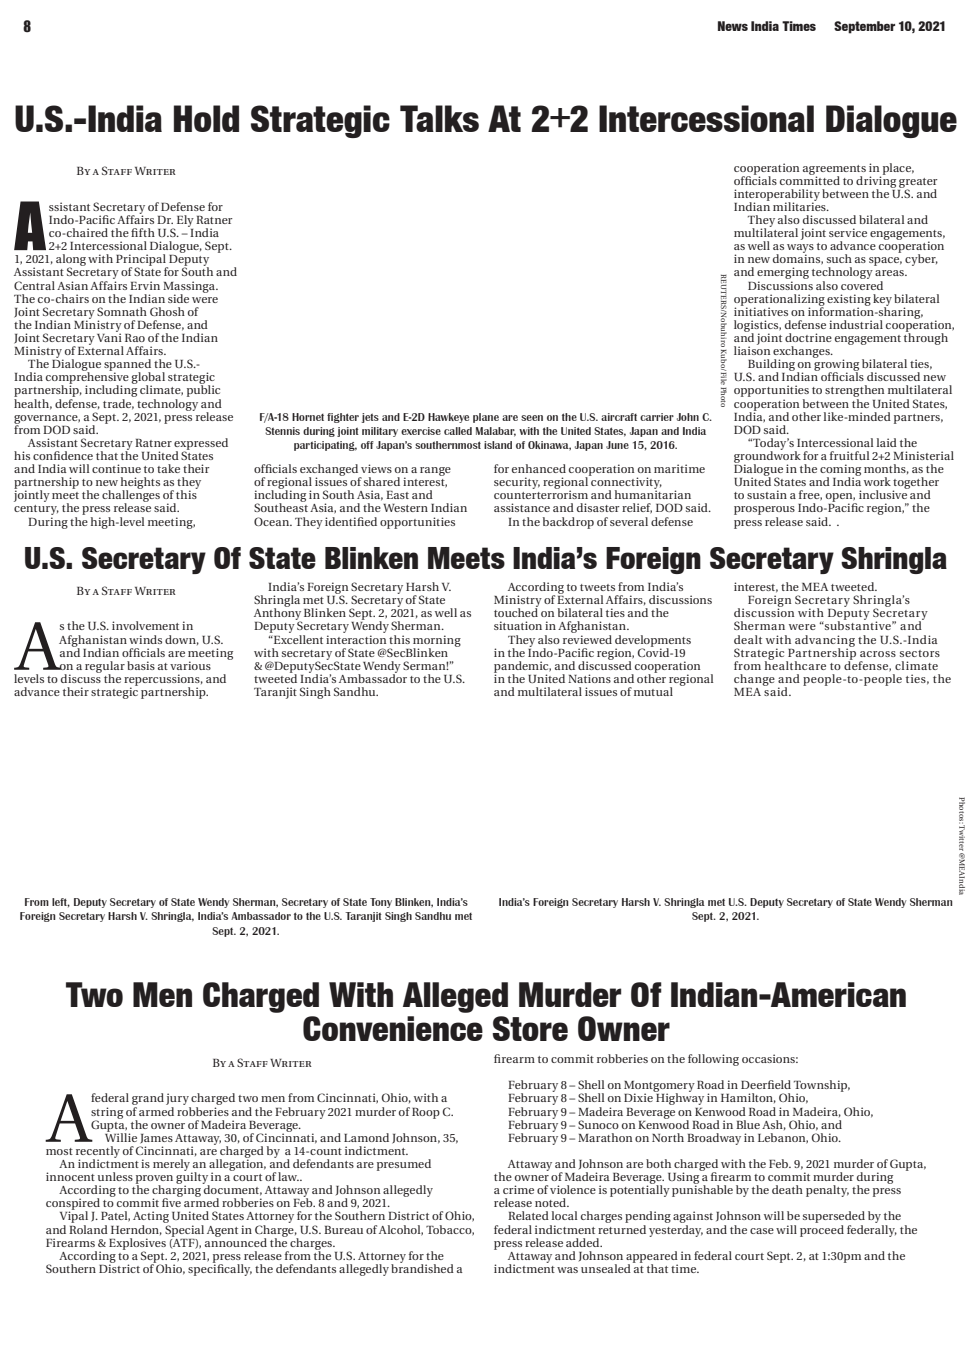 8
News India Times September 10, 2021
U.S.-India Hold Strategic Talks At 2+2 Intercessional Dialogue
By a Staff Writer
Assistant Secretary of Defense for
Indo-Pacific Affairs Dr. Ely Ratner
co-chaired the fifth U.S. – India
2+2 Intercessional Dialogue, Sept.
1, 2021, along with Principal Deputy
Assistant Secretary of State for South and
Central Asian Affairs Ervin Massinga.
The co-chairs on the Indian side were
Joint Secretary Somnath Ghosh of
the Indian Ministry of Defense, and
Joint Secretary Vani Rao of the Indian
Ministry of External Affairs.
The Dialogue spanned the U.S.-
India comprehensive global strategic
partnership, including climate, public
health, defense, trade, technology and
governance, a Sept. 2, 2021, press release
from DOD said.
Assistant Secretary Ratner expressed
his confidence that the United States
and India will continue to take their
partnership to new heights as they
jointly meet the challenges of this
century, the press release said.
During the high-level meeting,
REUTERS/Nobuhiro Kubo/File Photo
F/A-18 Hornet fighter jets and E-2D Hawkeye plane are seen on the U.S. aircraft carrier John C.
Stennis during joint military exercise called Malabar, with the United States, Japan and India
participating, off Japan's southernmost island of Okinawa, Japan June 15, 2016.
officials exchanged views on a range
of regional issues of shared interest,
including in South Asia, East and
Southeast Asia, and the Western Indian
Ocean. They identified opportunities
for enhanced cooperation on maritime
security, regional connectivity,
counterterrorism and humanitarian
assistance and disaster relief, DOD said.
In the backdrop of several defense
cooperation agreements in place,
officials committed to driving greater
interoperability between the U.S. and
Indian militaries.
They also discussed bilateral and
multilateral joint service engagements,
as well as ways to advance cooperation
in new domains, such as space, cyber,
and emerging technology areas.
Discussions also covered
operationalizing existing key bilateral
initiatives on information-sharing,
logistics, defense industrial cooperation,
and joint doctrine engagement through
liaison exchanges.
Building on growing bilateral ties,
U.S. and Indian officials discussed new
opportunities to strengthen multilateral
cooperation between the United States,
India, and other like-minded partners,
DOD said.
“Today’s Intercessional laid the
groundwork for a fruitful 2+2 Ministerial
Dialogue in the coming months, as the
United States and India work together
to sustain a free, open, inclusive and
prosperous Indo-Pacific region,” the
press release said. .
U.S. Secretary Of State Blinken Meets India’s Foreign Secretary Shringla
By a Staff Writer
As the U.S. involvement in
Afghanistan winds down, U.S.
and Indian officials are meeting
on a regular basis at various
levels to discuss the repercussions, and
advance their strategic partnership.
India’s Foreign Secretary Harsh V.
Shringla met U.S. Secretary of State
Anthony Blinken Sept. 2, 2021, as well as
Deputy Secretary Wendy Sherman.
“Excellent interaction this morning
with secretary of State @SecBlinken
& @DeputySecState Wendy Serman!”
tweeted India’s Ambassador to the U.S.
Taranjit Singh Sandhu.
According to tweets from India’s
Ministry of External Affairs, discussions
touched on bilateral ties and the
situation in Afghanistan.
They also reviewed developments
in the Indo-Pacific region, Covid-19
pandemic, and discussed cooperation
in the United Nations and other regional
and multilateral issues of mutual
interest, the MEA tweeted.
Foreign Secretary Shringla’s
discussion with Deputy Secretary
Sherman were “substantive” and
dealt with advancing the U.S.-India
Strategic Partnership across sectors
from healthcare to defense, climate
change and people-to-people ties, the
MEA said.
Photos: Twitter @MEAIndia
From left, Deputy Secretary of State Wendy Sherman, Secretary of State Tony Blinken, India’s
Foreign Secretary Harsh V. Shringla, India’s Ambassador to the U.S. Taranjit Singh Sandhu met
Sept. 2, 2021.
India’s Foreign Secretary Harsh V. Shringla met U.S. Deputy Secretary of State Wendy Sherman
Sept. 2, 2021.
Two Men Charged With Alleged Murder Of Indian-American
Convenience Store Owner
By a Staff Writer
A federal grand jury charged two men from Cincinnati, Ohio, with a
string of armed robberies and the February 2021 murder of Roop C.
Gupta, the owner of Madeira Beverage.
Willie James Attaway, 30, of Cincinnati, and Lamond Johnson, 35,
most recently of Cincinnati, are charged by a 14-count indictment.
An indictment is merely an allegation, and defendants are presumed
innocent unless proven guilty in a court of law..
According to the charging document, Attaway and Johnson allegedly
conspired to commit five armed robberies on Feb. 8 and 9, 2021.
Vipal J. Patel, Acting United States Attorney for the Southern District of Ohio,
and Roland Herndon, Special Agent in Charge, U.S. Bureau of Alcohol, Tobacco,
Firearms & Explosives (ATF), announced the charges.
According to a Sept. 2, 2021, press release from the U.S. Attorney for the
Southern District of Ohio, specifically, the defendants allegedly brandished a
firearm to commit robberies on the following occasions:
February 8 – Shell on Montgomery Road in Deerfield Township,
February 8 – Shell on Dixie Highway in Hamilton, Ohio,
February 9 – Madeira Beverage on Kenwood Road in Madeira, Ohio,
February 9 – Sunoco on Kenwood Road in Blue Ash, Ohio, and
February 9 – Marathon on North Broadway in Lebanon, Ohio.
Attaway and Johnson are both charged with the Feb. 9, 2021 murder of Gupta,
the owner of Madeira Beverage. Using a firearm to commit murder during
a crime of violence is potentially punishable by the death penalty, the press
release noted.
Related local charges pending against Johnson will be superseded by the
federal indictment returned yesterday, and the case will proceed federally, the
press release added.
Attaway and Johnson appeared in federal court Sept. 2, at 1:30pm and the
indictment was unsealed at that time.